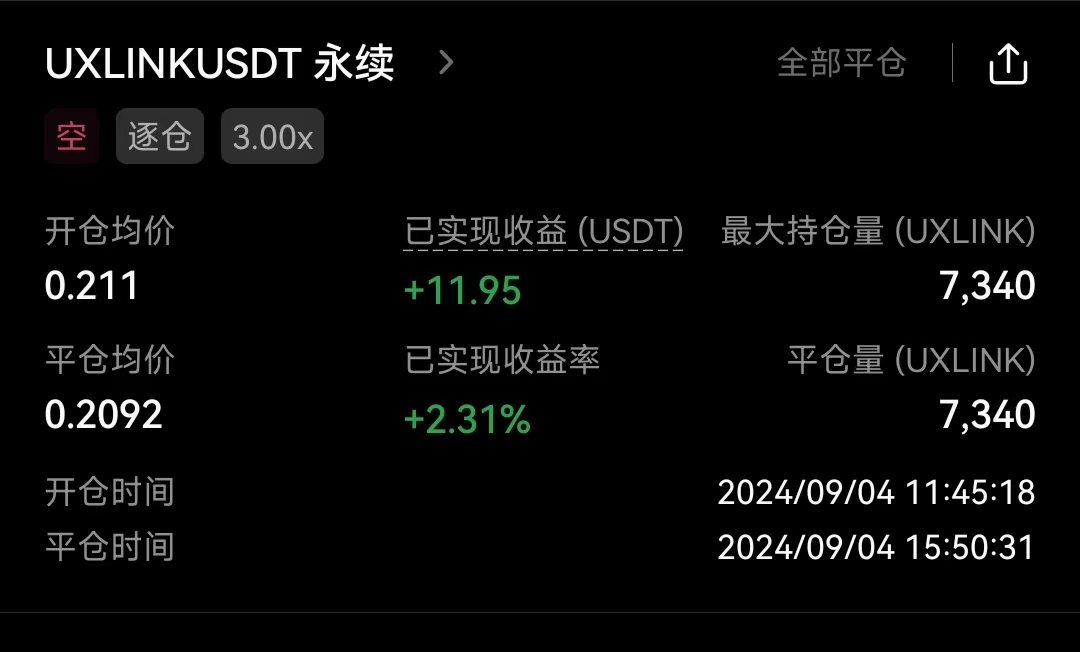 UXLINKUSDT 永续 全部平仓
空 逐仓 3.00x
开仓均价 已实现收益 (USDT) 最大持仓量 (UXLINK)
0.211 +11.95 7,340
平仓均价 已实现收益率 平仓量 (UXLINK)
0.2092 +2.31% 7,340
开仓时间 2024/09/04 11:45:18
平仓时间 2024/09/04 15:50:31